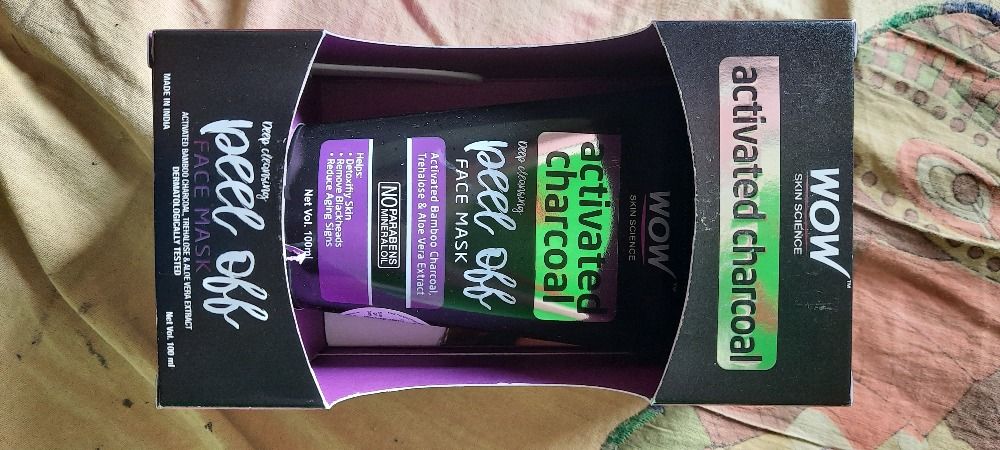 WOW™
SKIN SCIENCE
activated charcoal
WOW
SKIN SCIENCE
activated
charcoal
Deep cleansing
peel off
FACE MASK
Activated Bamboo Charcoal,
Trehalose & Aloe Vera Extract
NO PARABENS
MINERAL OIL
Helps:
• Detoxify Skin
• Remove Blackheads
• Reduce Aging Signs
Net Vol. 100ml
Deep cleansing
peel off
FACE MASK
ACTIVATED BAMBOO CHARCOAL, TREHALOSE & ALOE VERA EXTRACT
DERMATOLOGICALLY TESTED
MADE IN INDIA
Net Vol. 100 ml